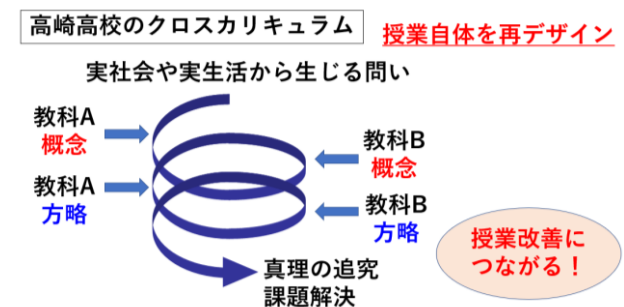 高崎高校のクロスカリキュラム
授業自体を再デザイン
実社会や実生活から生じる問い
教科A
概念
教科B
概念
教科A
方略
教科B
方略
授業改善に
つながる！
真理の追究
課題解決